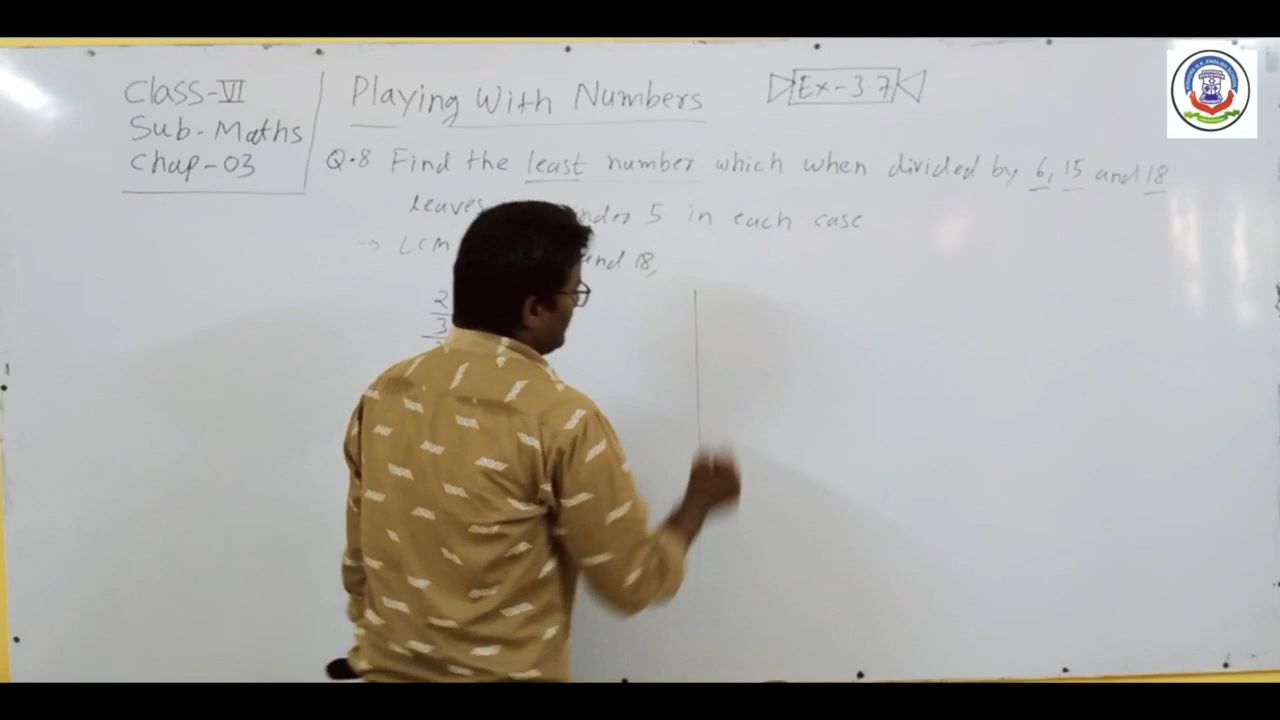 Class-VI
Sub-Maths
Chap-03
Playing With Numbers
Ex-3.7
Q.8 Find the least number which when divided by 6, 15 and 18
leaves 5 in each case
→ LCM and 18,
2
3